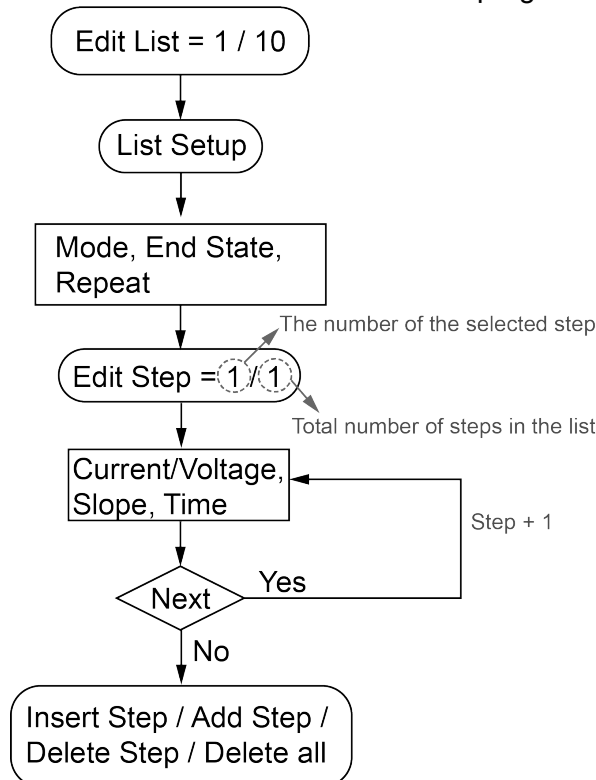 Edit List = 1 / 10
List Setup
Mode, End State,
Repeat
The number of the selected step
Edit Step = 1 / 1
Total number of steps in the list
Current/Voltage,
Slope, Time
Step + 1
Yes
Next
No
Insert Step / Add Step /
Delete Step / Delete all